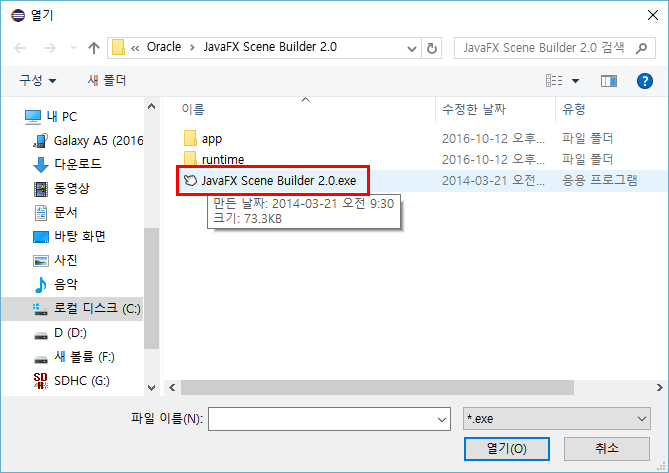 열기
« Oracle > JavaFX Scene Builder 2.0
JavaFX Scene Builder 2.0 검색
구성
새 폴더
내 PC
Galaxy A5 (2016
다운로드
동영상
문서
바탕 화면
사진
음악
로컬 디스크 (C:)
D (D:)
새 볼륨 (F:)
SDHC (G:)
이름 수정한 날짜 유형
app 2016-10-12 오후... 파일 폴더
runtime 2016-10-12 오후... 파일 폴더
JavaFX Scene Builder 2.0.exe 2014-03-21 오전... 응용 프로그램
만든 날짜: 2014-03-21 오전 9:30
크기: 73.3KB
파일 이름(N):
*.exe
열기(O) 취소